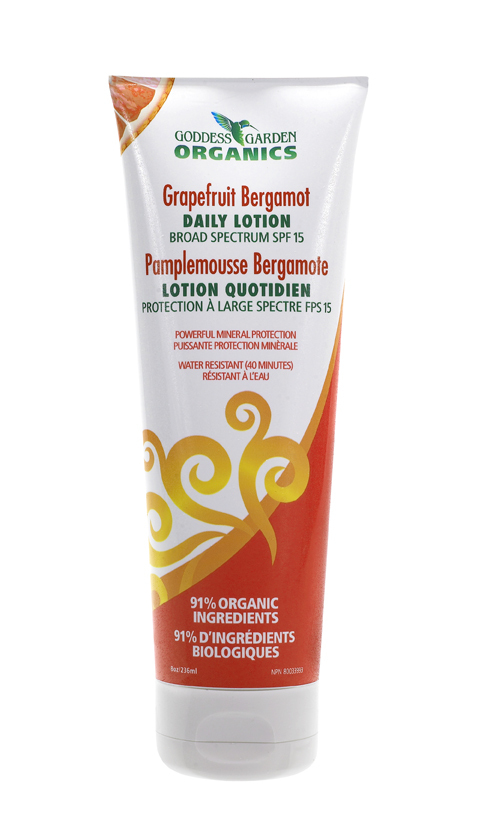 GODDESS GARDEN
ORGANICS
Grapefruit Bergamot
DAILY LOTION
BROAD SPECTRUM SPF 15
Pamplemousse Bergamote
LOTION QUOTIDIEN
PROTECTION À LARGE SPECTRE FPS 15
POWERFUL MINERAL PROTECTION
PUISSANTE PROTECTION MINÈRALE
WATER RESISTANT (40 MINUTES)
RÉSISTANT À L'EAU
91% ORGANIC
INGREDIENTS
91% D'INGRÉDIENTS
BIOLOGIQUES
8oz/236ml NPN